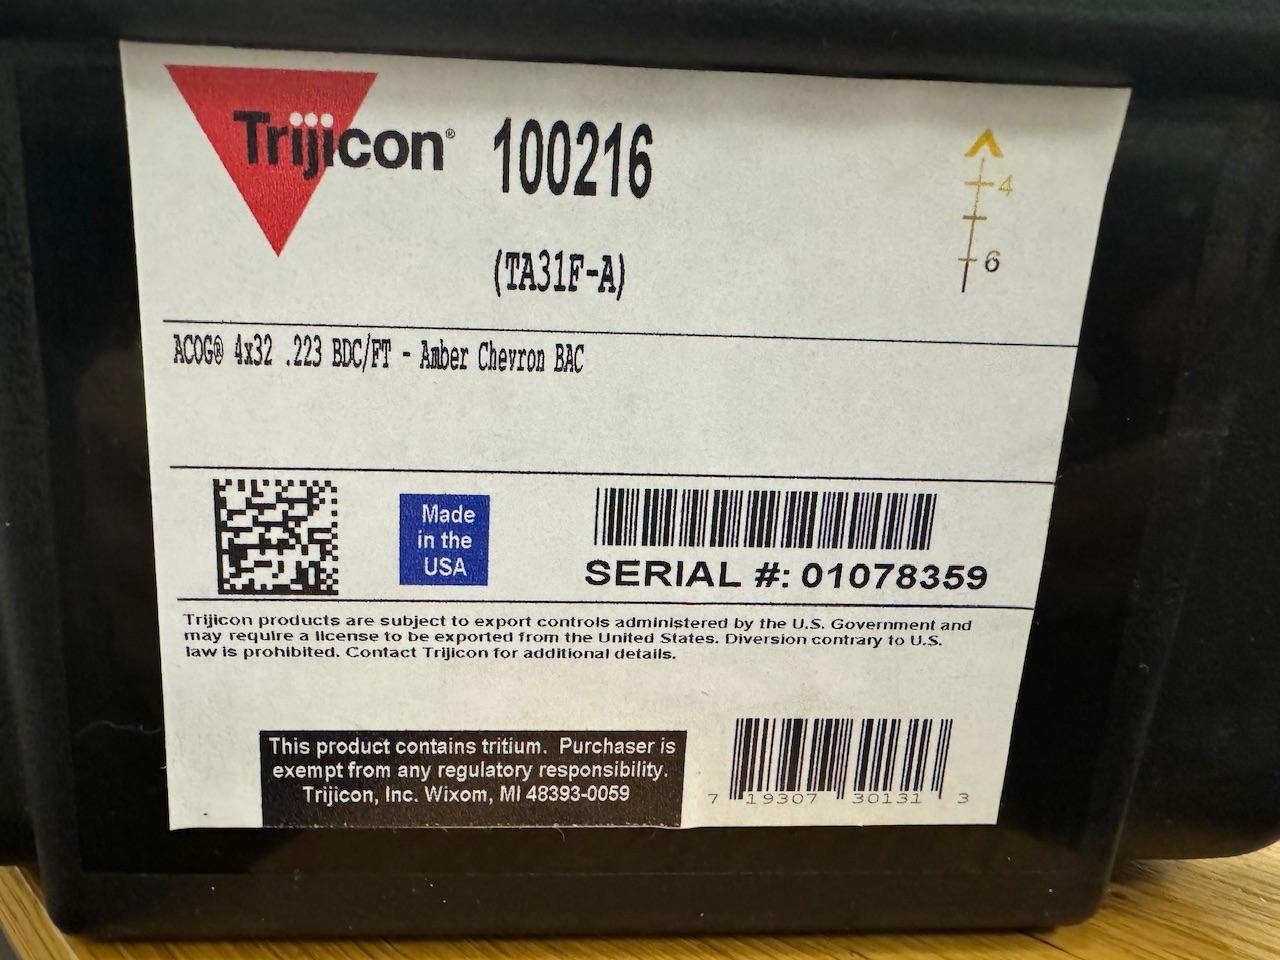 Trijicon® 100216
(TA31F-A)
4
6
ACOG® 4x32 .223 BDC/FT - Amber Chevron BAC
Made
in the
USA
SERIAL #: 01078359
Trijicon products are subject to export controls administered by the U.S. Government and
may require a license to be exported from the United States. Diversion contrary to U.S.
law is prohibited. Contact Trijicon for additional details.
This product contains tritium. Purchaser is
exempt from any regulatory responsibility.
Trijicon, Inc. Wixom, MI 48393-0059
7 19307 30131 3